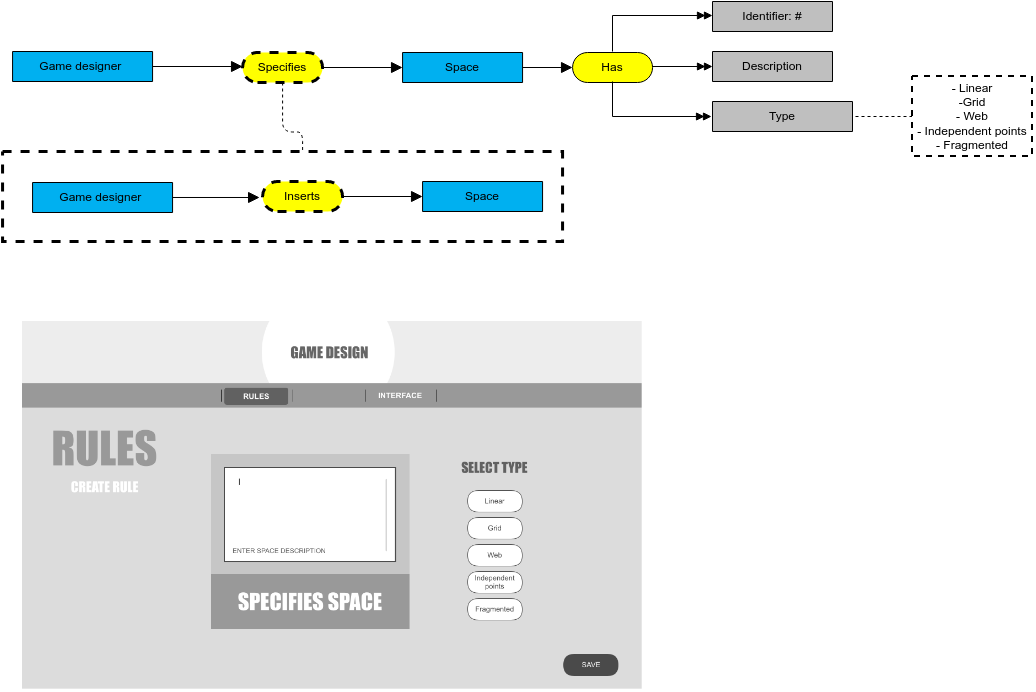 Identifier: #
Game designer
Specifies
Space
Has
Description
Type
- Linear
-Grid
- Web
- Independent points
- Fragmented
Game designer
Inserts
Space
GAME DESIGN
RULES
INTERFACE
RULES
CREATE RULE
ENTER SPACE DESCRIPTION
SPECIFIES SPACE
SELECT TYPE
Linear
Grid
Web
Independent
points
Fragmented
SAVE